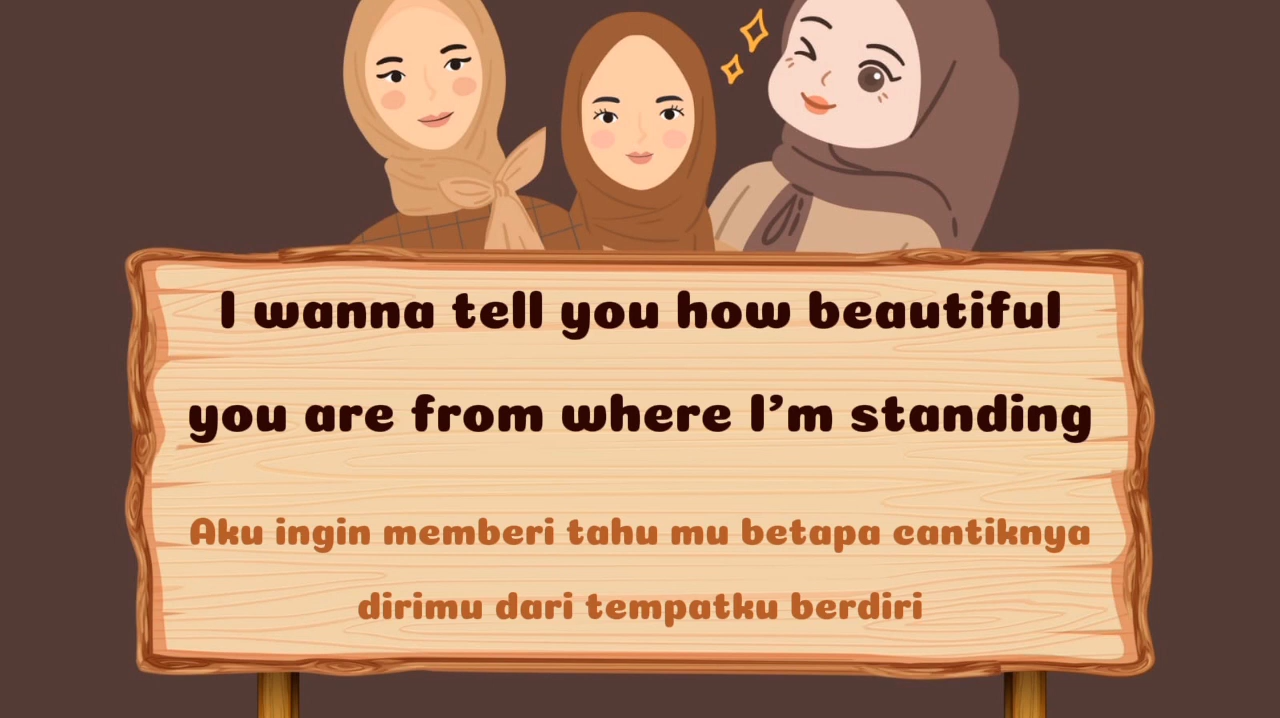 I wanna tell you how beautiful
you are from where I'm standing
Aku ingin memberi tahu mu betapa cantiknya
dirimu dari tempatku berdiri